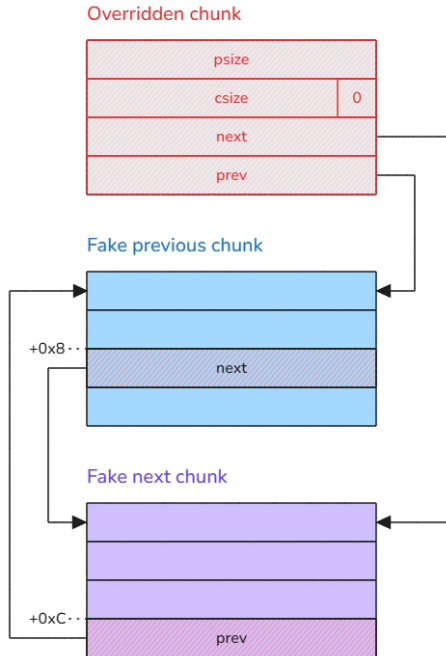 Overridden chunk
psize
csize 0
next
prev
Fake previous chunk
+0x8
next
Fake next chunk
+0xC
prev